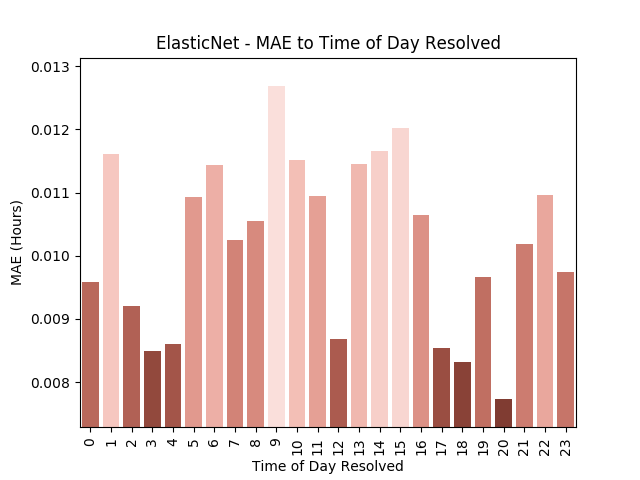 ElasticNet - MAE to Time of Day Resolved
0.013
0.012
0.011
0.010
0.009
0.008
MAE (Hours)
0 1 2 3 4 5 6 7 8 9 10 11 12 13 14 15 16 17 18 19 20 21 22 23
Time of Day Resolved